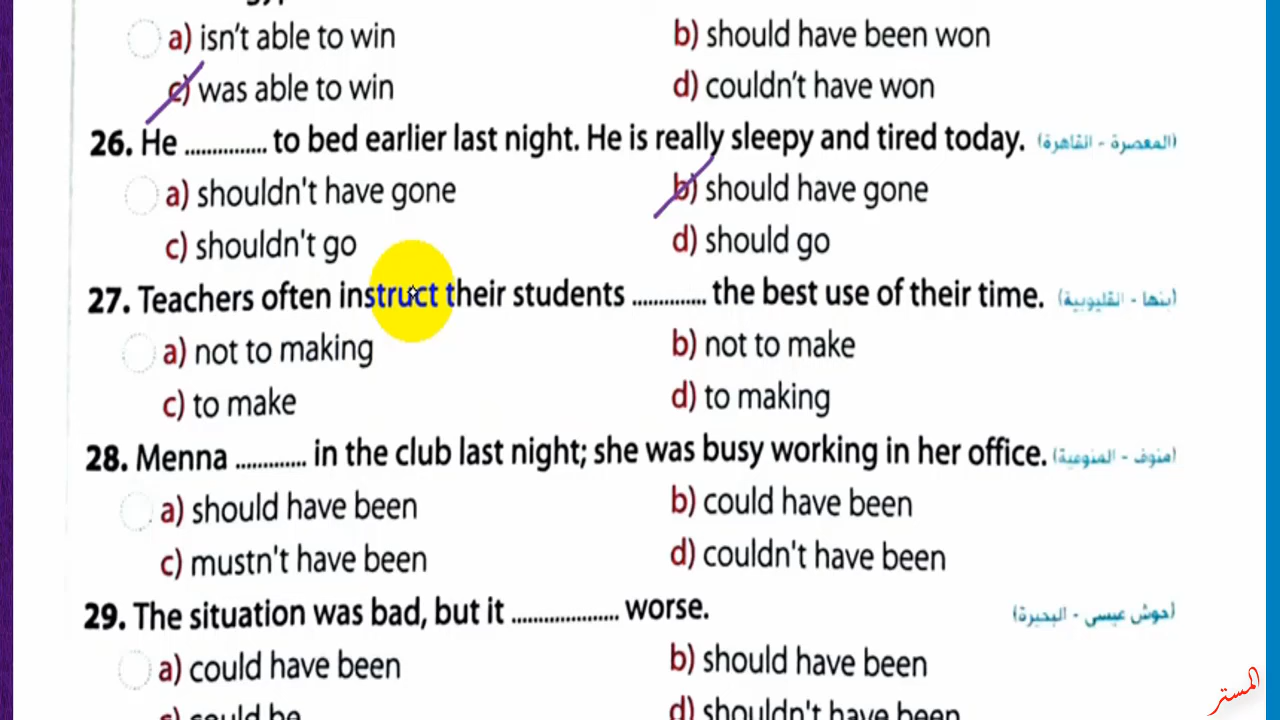 a) isn't able to win b) should have been won
c) was able to win d) couldn't have won
26. He ............... to bed earlier last night. He is really sleepy and tired today. (المعصرة - القاهرة)
a) shouldn't have gone b) should have gone
c) shouldn't go d) should go
27. Teachers often instruct their students .............. the best use of their time. (بنها - القليوبية)
a) not to making b) not to make
c) to make d) to making
28. Menna ............. in the club last night; she was busy working in her office. (منوف - المنوفية)
a) should have been b) could have been
c) mustn't have been d) couldn't have been
29. The situation was bad, but it .................... worse. (حوش عيسى - البحيرة)
a) could have been b) should have been
c) could be d) shouldn't have been
المستر